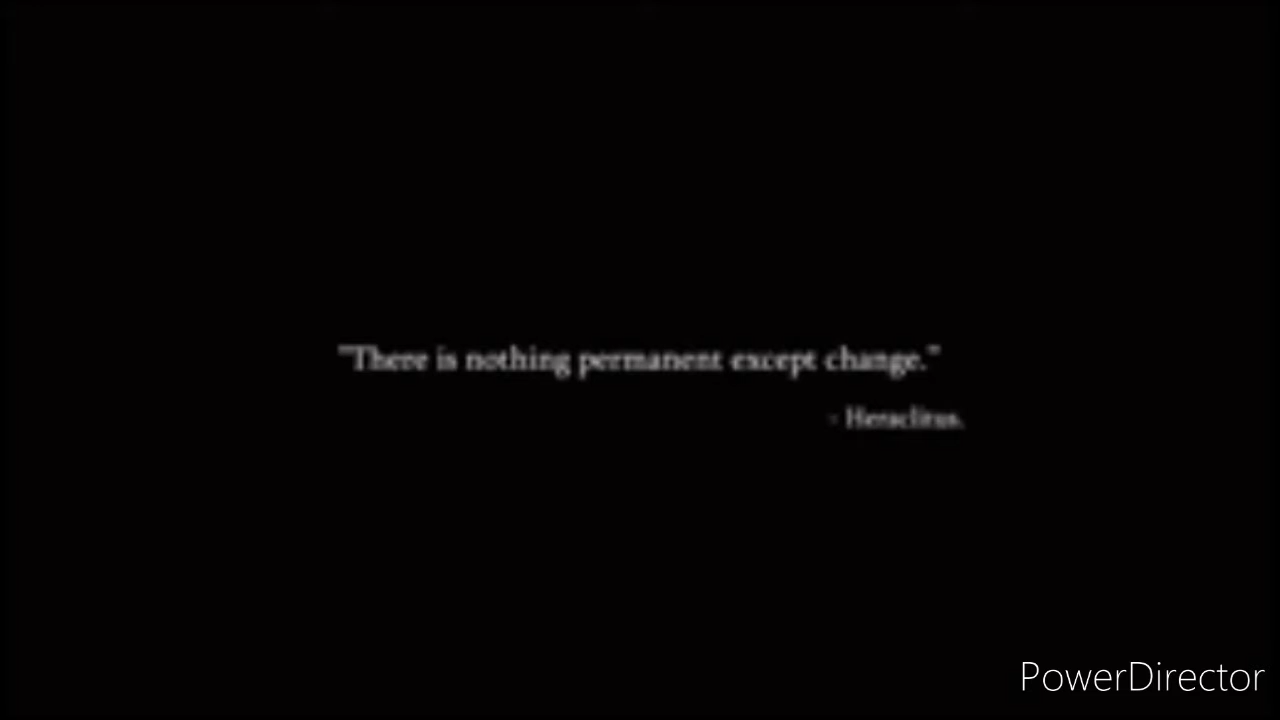 "There is nothing permanent except change."
- Heraclitus.
PowerDirector